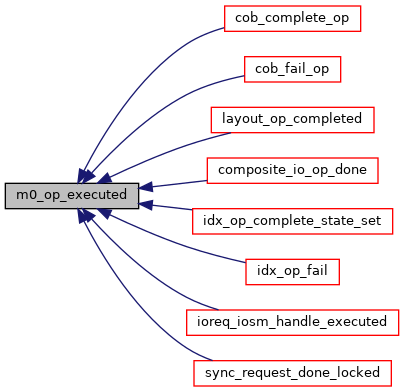 cob_complete_op
cob_fail_op
layout_op_completed
composite_io_op_done
m0_op_executed
idx_op_complete_state_set
idx_op_fail
ioreq_iosm_handle_executed
sync_request_done_locked